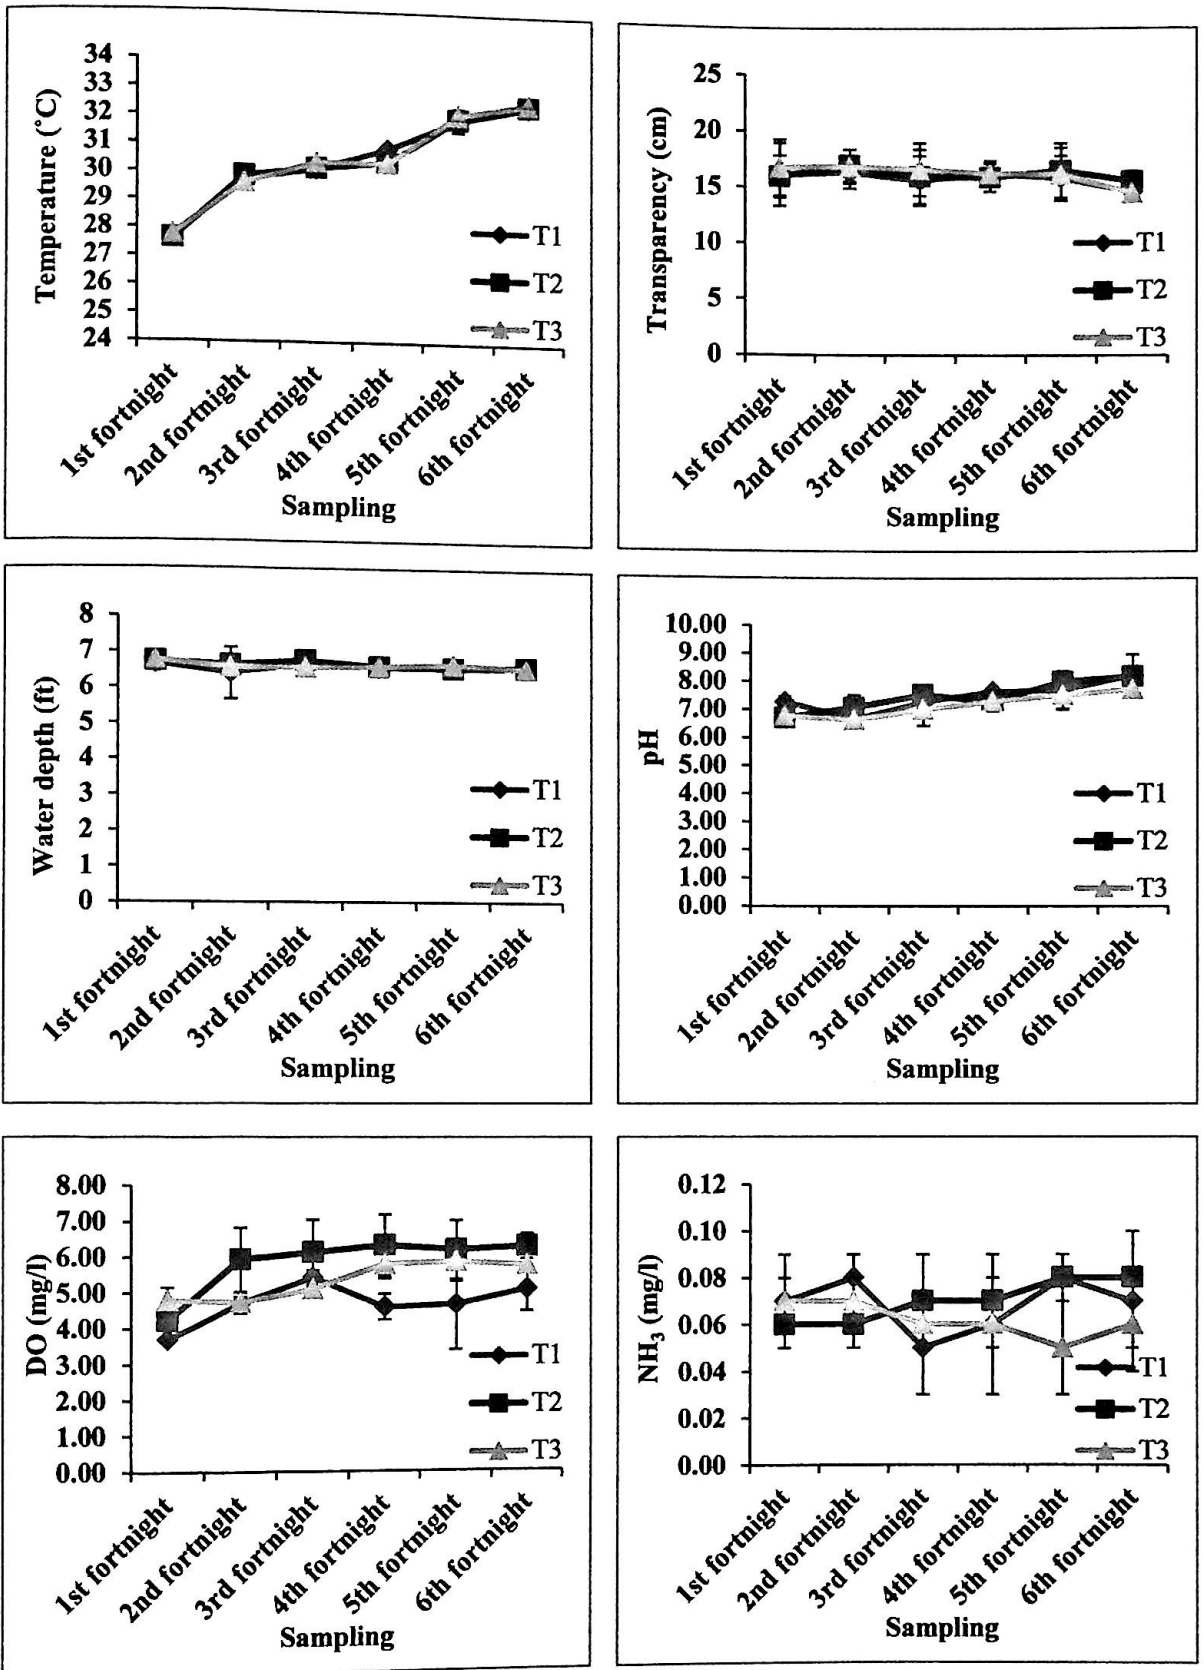 34
33
32
31
30
29
28
27
26
25
24
Temperature (˚C)
T1
T2
T3
1st fortnight
2nd fortnight
3rd fortnight
4th fortnight
5th fortnight
6th fortnight
Sampling
25
20
15
10
5
0
Transparency (cm)
T1
T2
T3
1st fortnight
2nd fortnight
3rd fortnight
4th fortnight
5th fortnight
6th fortnight
Sampling
8
7
6
5
4
3
2
1
0
Water depth (ft)
T1
T2
T3
1st fortnight
2nd fortnight
3rd fortnight
4th fortnight
5th fortnight
6th fortnight
Sampling
10.00
9.00
8.00
7.00
6.00
5.00
4.00
3.00
2.00
1.00
0.00
pH
T1
T2
T3
1st fortnight
2nd fortnight
3rd fortnight
4th fortnight
5th fortnight
6th fortnight
Sampling
8.00
7.00
6.00
5.00
4.00
3.00
2.00
1.00
0.00
DO (mg/l)
T1
T2
T3
1st fortnight
2nd fortnight
3rd fortnight
4th fortnight
5th fortnight
6th fortnight
Sampling
0.12
0.10
0.08
0.06
0.04
0.02
0.00
NH₃ (mg/l)
T1
T2
T3
1st fortnight
2nd fortnight
3rd fortnight
4th fortnight
5th fortnight
6th fortnight
Sampling